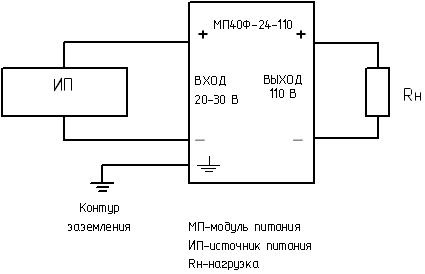 МП40Ф-24-110
+ +
ИП
ВХОД
20-30 В
ВЫХОД
110 В
Rн
– –
Контур
заземления
МП-модуль питания
ИП-источник питания
Rн-нагрузка